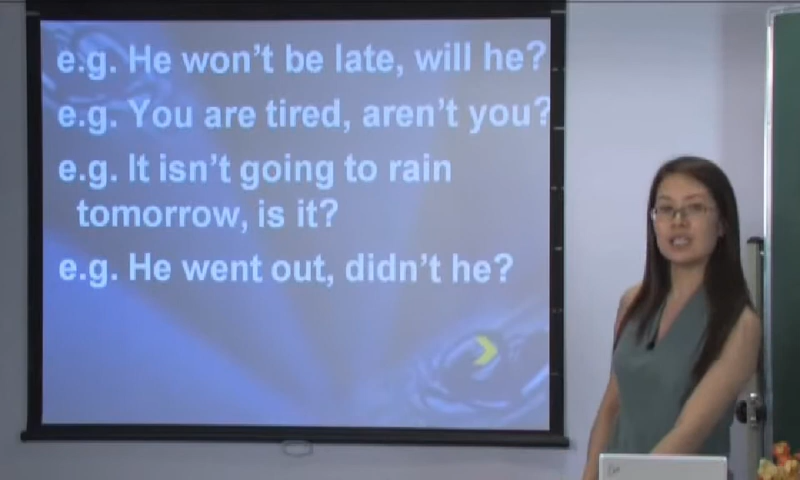 e.g. He won't be late, will he?
e.g. You are tired, aren't you?
e.g. It isn't going to rain
tomorrow, is it?
e.g. He went out, didn't he?